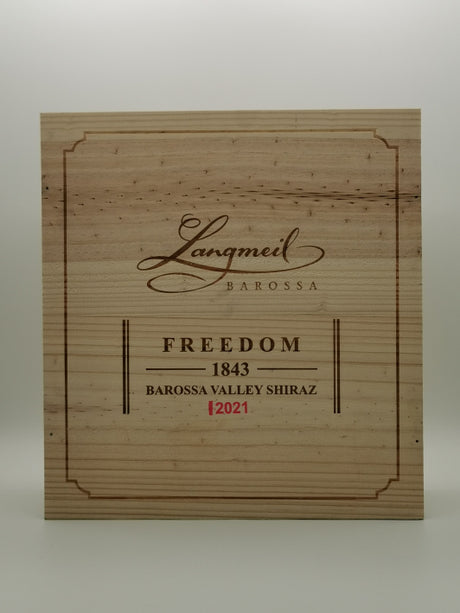 Langmeil
BAROSSA
FREEDOM
1843
BAROSSA VALLEY SHIRAZ
2021